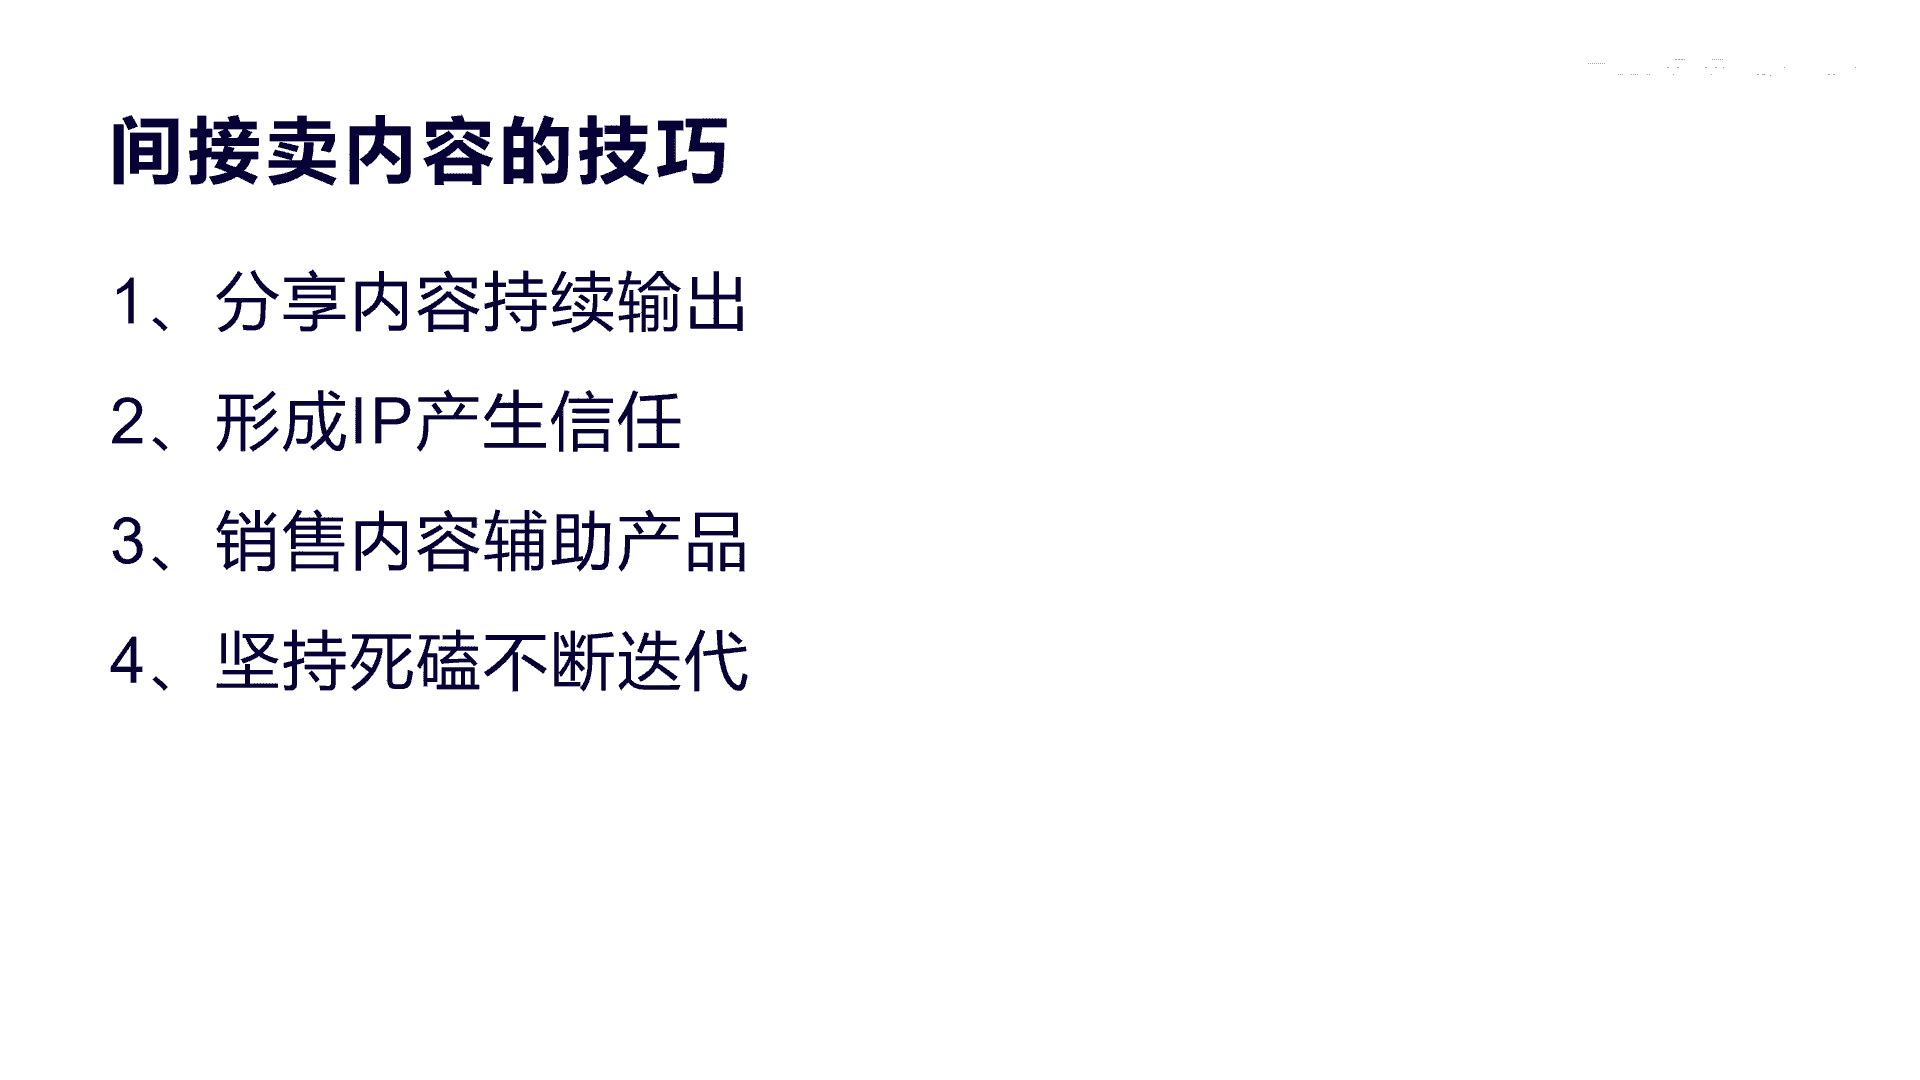 间接卖内容的技巧
1、分享内容持续输出
2、形成IP产生信任
3、销售内容辅助产品
4、坚持死磕不断迭代